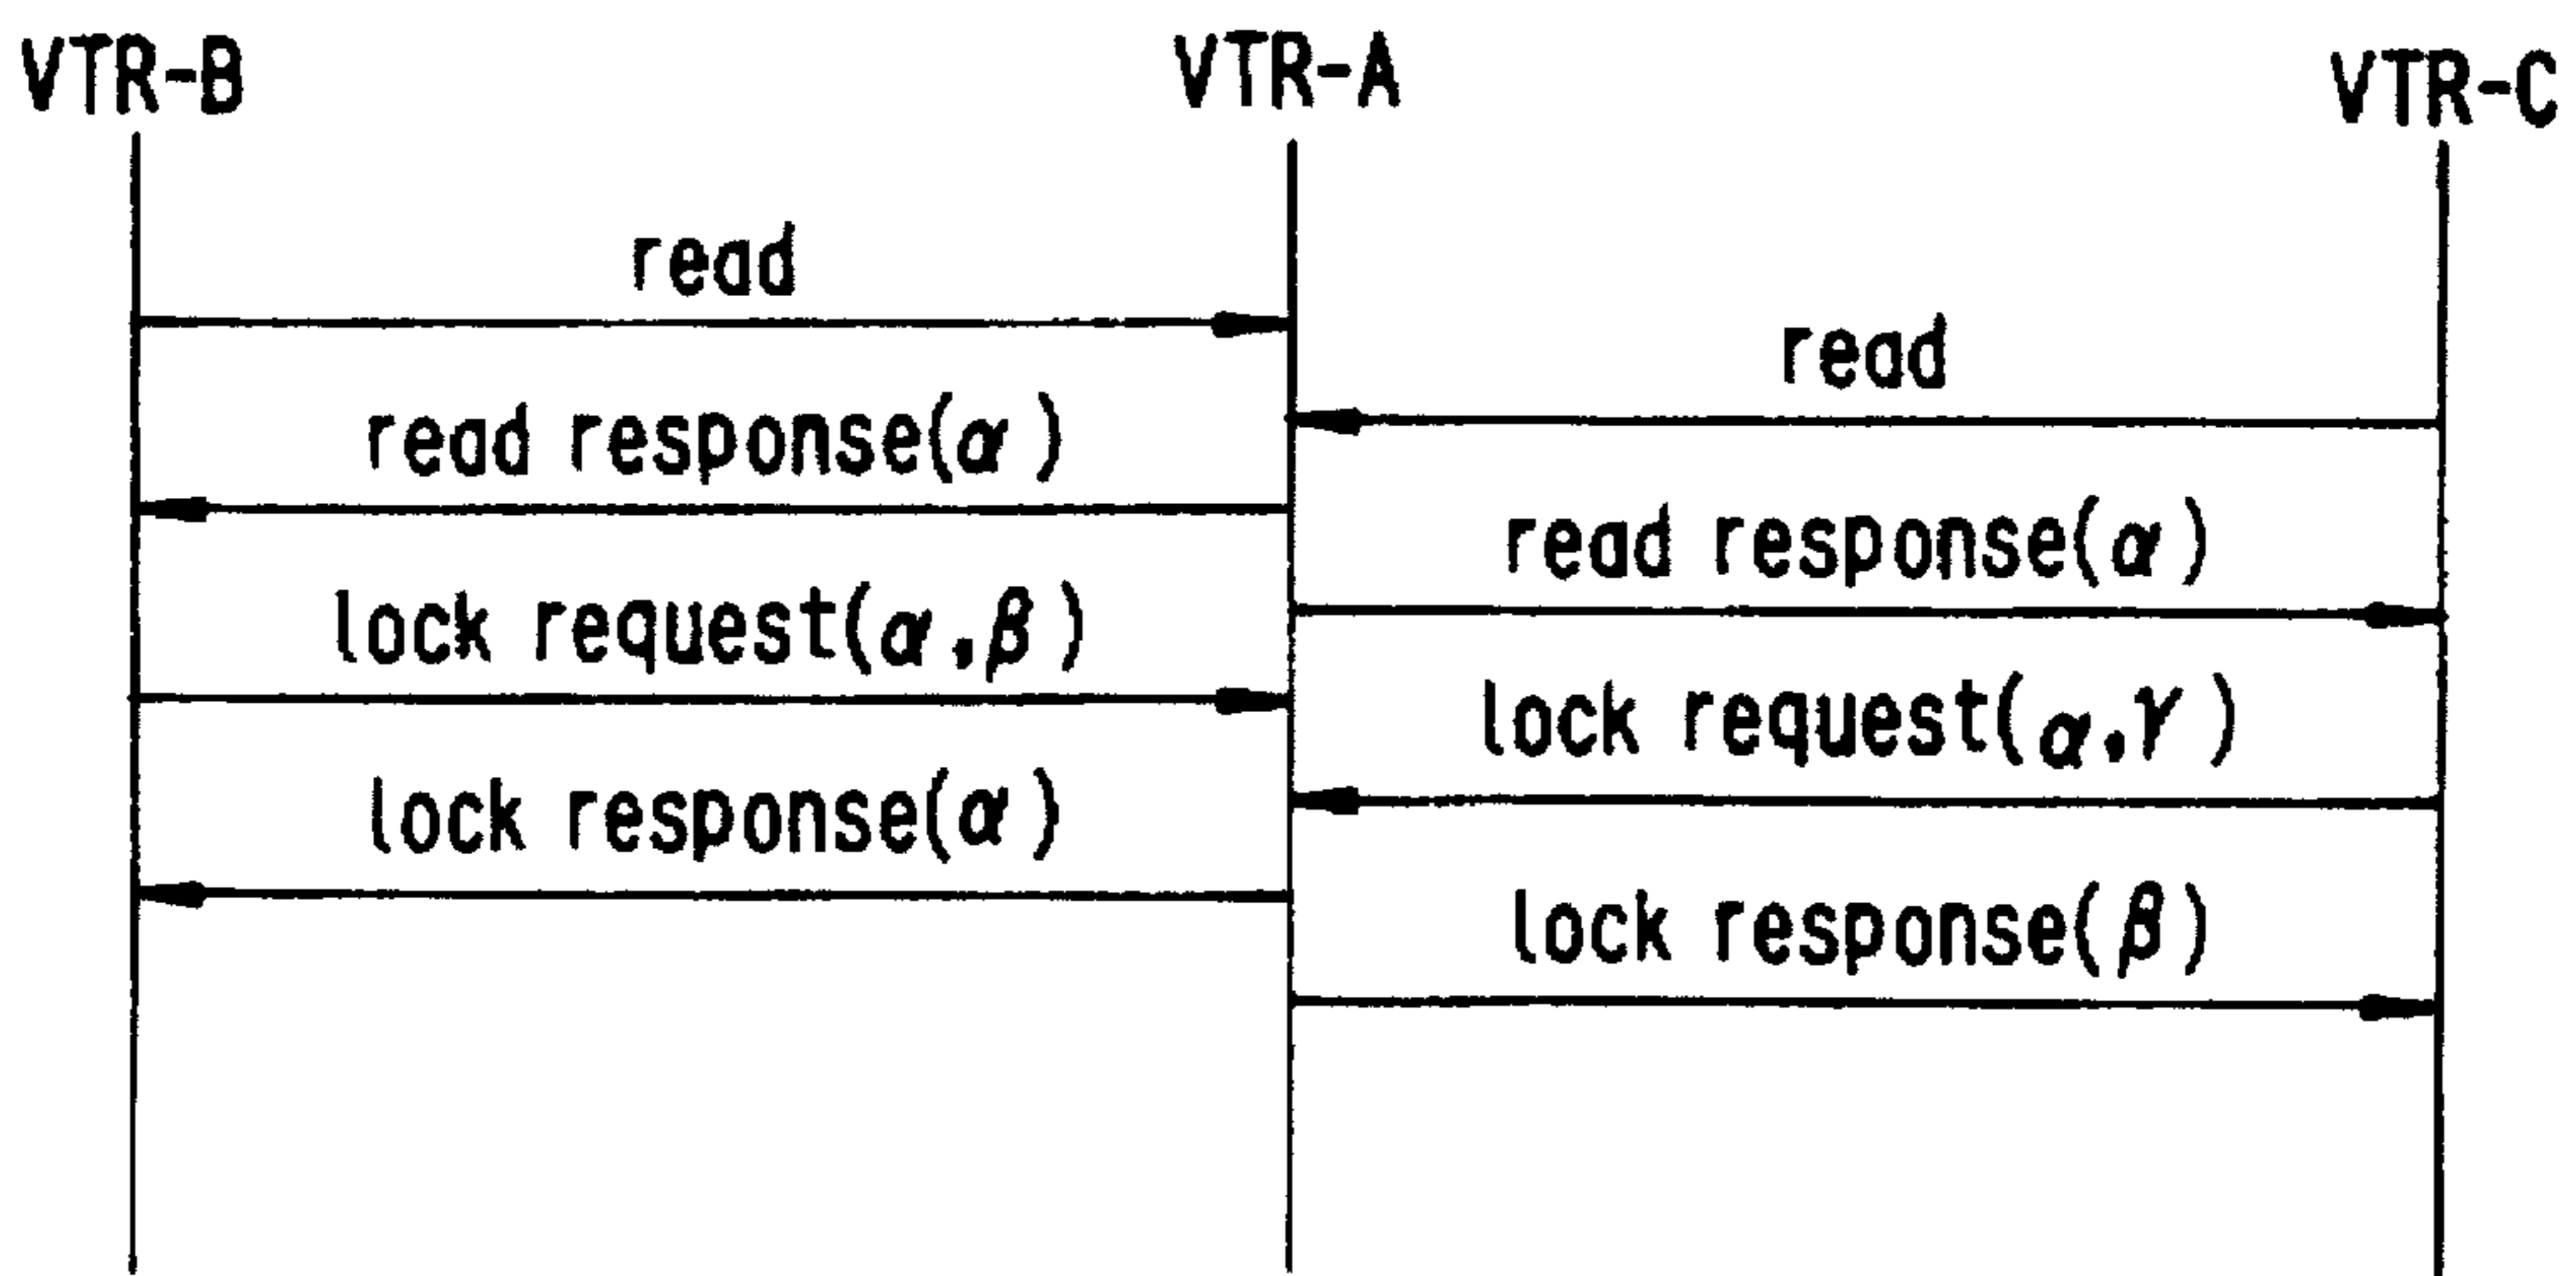 VTR-B VTR-A VTR-C
read
read
read response(α)
read response(α)
lock request(α,β)
lock request(α,γ)
lock response(α)
lock response(β)